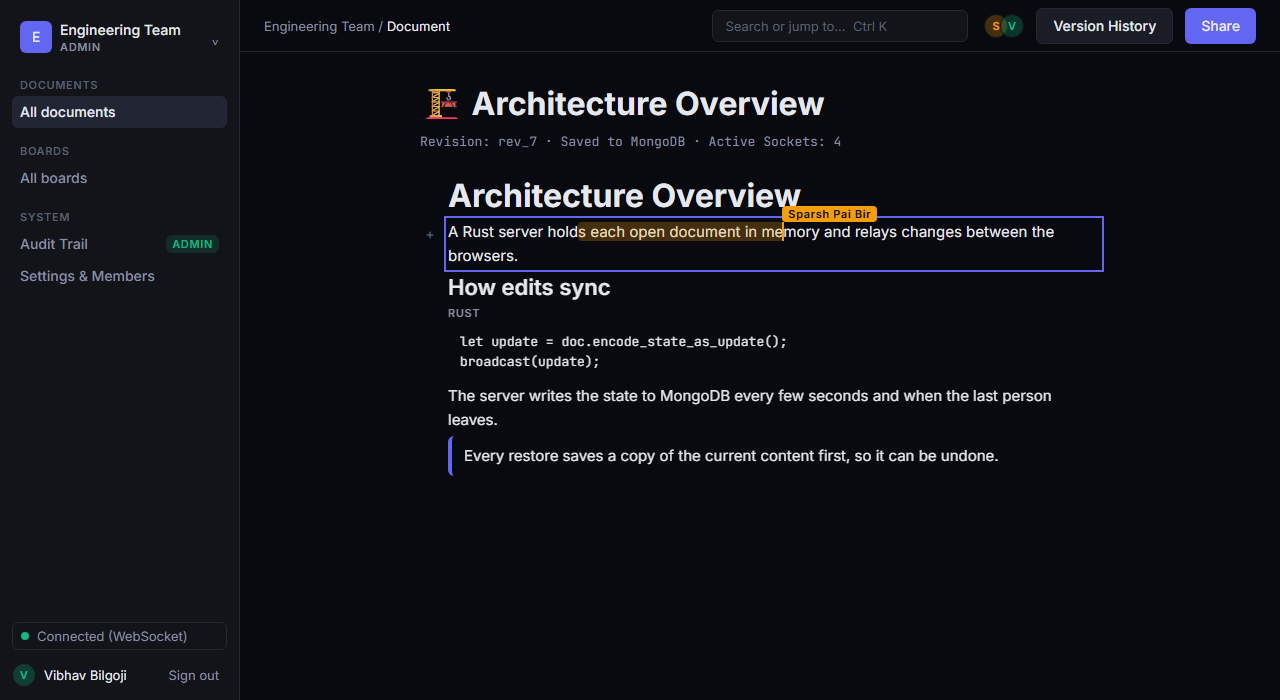 E
Engineering Team
ADMIN
v
DOCUMENTS
All documents
BOARDS
All boards
SYSTEM
Audit Trail
ADMIN
Settings & Members
Connected (WebSocket)
V
Vibhav Bilgoji
Sign out
Engineering Team / Document
Search or jump to... Ctrl K
S
V
Version History
Share
Architecture Overview
Revision: rev_7 · Saved to MongoDB · Active Sockets: 4
Architecture Overview
Sparsh Pai Bir
+
A Rust server holds each open document in memory and relays changes between the
browsers.
How edits sync
RUST
let update = doc.encode_state_as_update();
broadcast(update);
The server writes the state to MongoDB every few seconds and when the last person
leaves.
Every restore saves a copy of the current content first, so it can be undone.